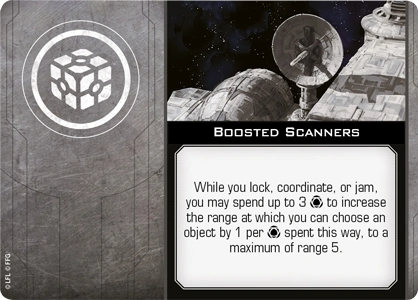 BOOSTED SCANNERS
While you lock, coordinate, or jam,
you may spend up to 3 to increase
the range at which you can choose an
object by 1 per spent this way, to a
maximum of range 5.
©LFL ©FFG